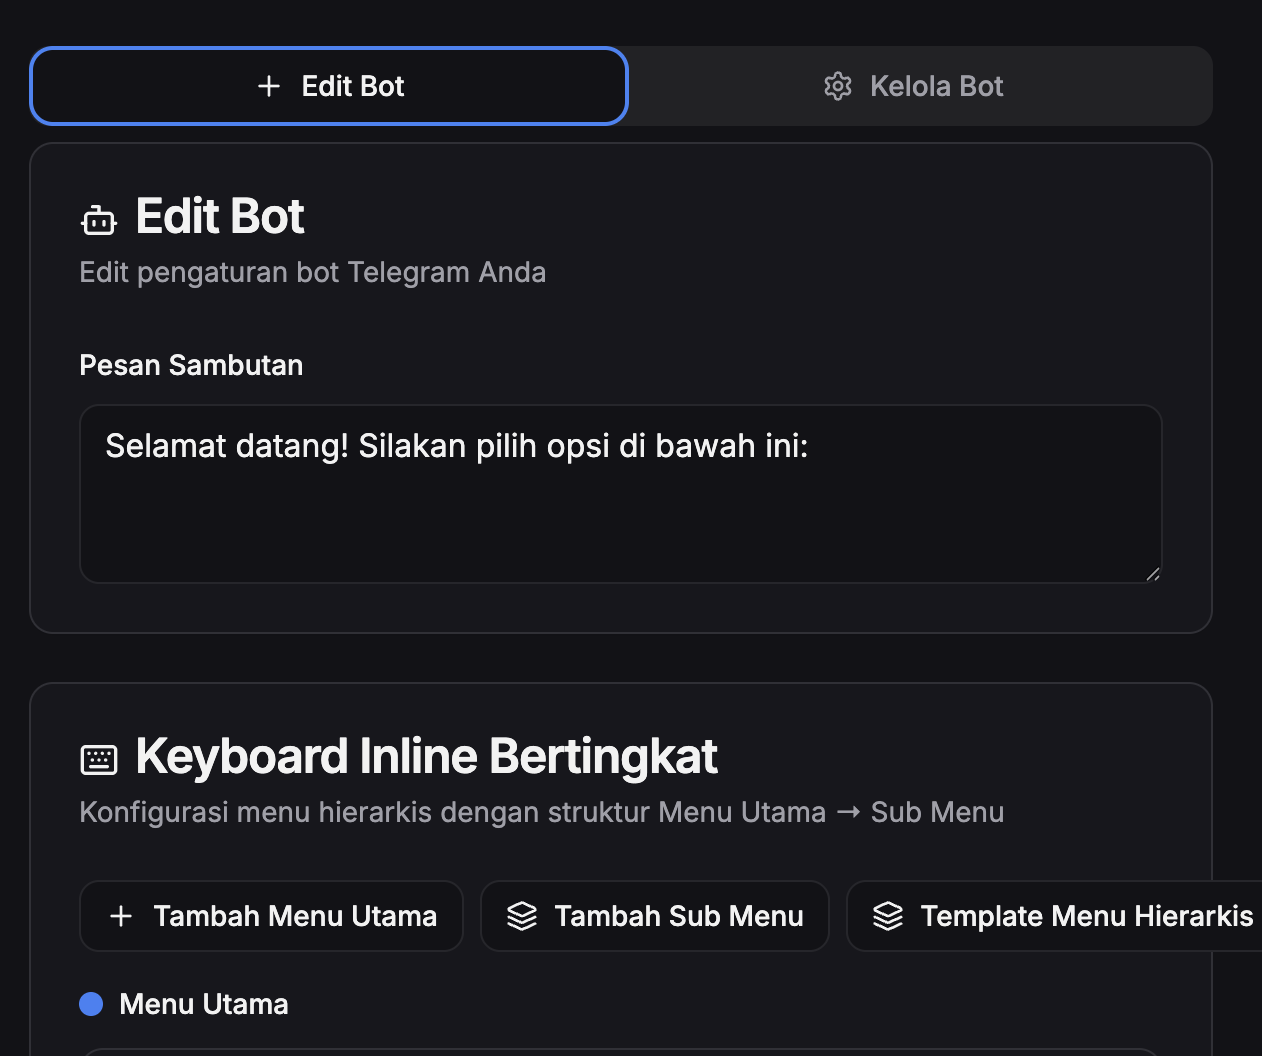 Edit Bot
Kelola Bot
Edit Bot
Edit pengaturan bot Telegram Anda
Pesan Sambutan
Selamat datang! Silakan pilih opsi di bawah ini:
Keyboard Inline Bertingkat
Konfigurasi menu hierarkis dengan struktur Menu Utama → Sub Menu
Tambah Menu Utama
Tambah Sub Menu
Template Menu Hierarkis
Menu Utama